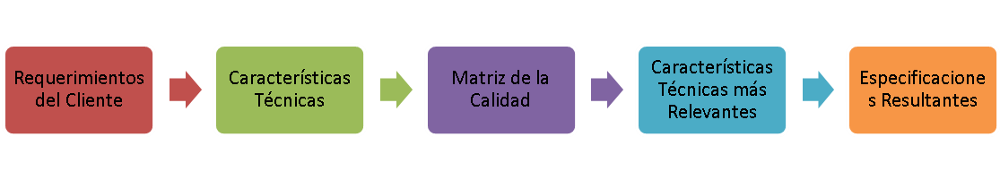 Requerimientos
del Cliente
Características
Técnicas
Matriz de la
Calidad
Características
Técnicas más
Relevantes
Especificacione
s Resultantes